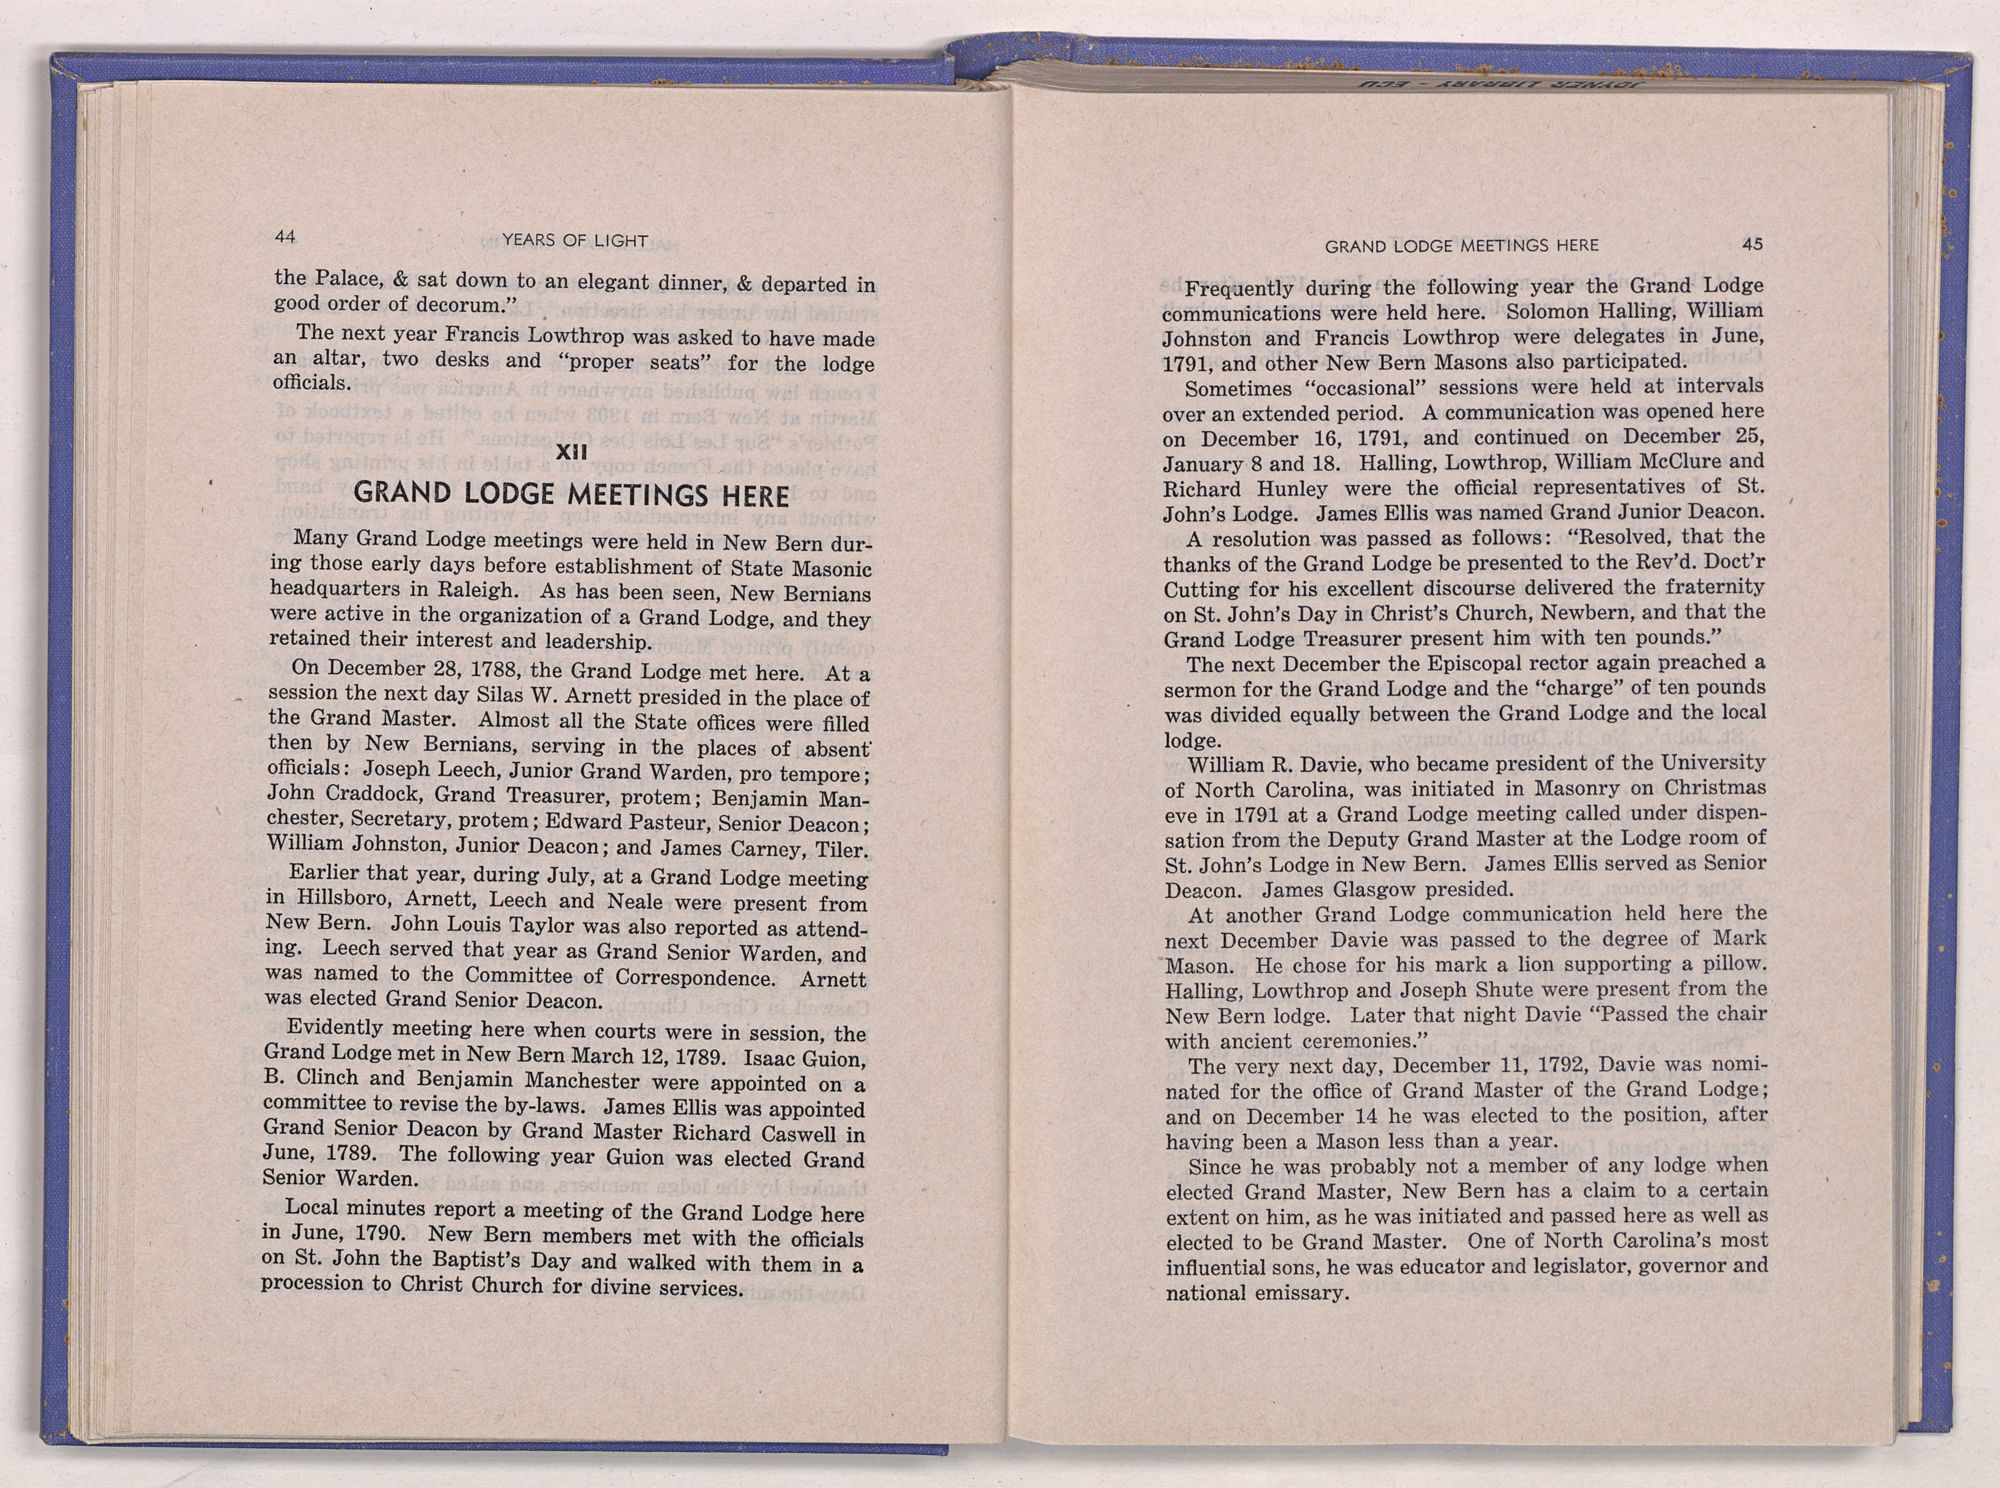 44
YEARS OF LIGHT
the Palace, & sat down to an elegant dinner, & departed in
good order of decorum.”
The next year Francis Lowthrop was asked to have made
an altar, two desks and “proper seats” for the lodge
officials.
XII
GRAND LODGE MEETINGS HERE
Many Grand Lodge meetings were held in New Bern dur-
ing those early days before establishment of State Masonic
headquarters in Raleigh. As has been seen, New Bernians
were active in the organization of a Grand Lodge, and they
retained their interest and leadership.
On December 28, 1788, the Grand Lodge met here. At a
session the next day Silas W. Arnett presided in the place of
the Grand Master. Almost all the State offices were filled
then by New Bernians, serving in the places of absent
officials: Joseph Leech, Junior Grand Warden, pro tempore;
John Craddock, Grand Treasurer, protem; Benjamin Man-
chester, Secretary, protem; Edward Pasteur, Senior Deacon;
William Johnston, Junior Deacon; and James Carney, Tiler.
Earlier that year, during July, at a Grand Lodge meeting
in Hillsboro, Arnett, Leech and Neale were present from
New Bern. John Louis Taylor was also reported as attend-
ing. Leech served that year as Grand Senior Warden, and
was named to the Committee of Correspondence. Arnett
was elected Grand Senior Deacon.
Evidently meeting here when courts were in session, the
Grand Lodge met in New Bern March 12, 1789. Isaac Guion,
B. Clinch and Benjamin Manchester were appointed on a
committee to revise the by-laws. James Ellis was appointed
Grand Senior Deacon by Grand Master Richard Caswell in
June, 1789. The following year Guion was elected Grand
Senior Warden.
Local minutes report a meeting of the Grand Lodge here
in June, 1790. New Bern members met with the officials
on St. John the Baptist’s Day and walked with them in a
procession to Christ Church for divine services.
JOYNER LIBRARY - ECU
GRAND LODGE MEETINGS HERE
45
Frequently during the following year the Grand Lodge
communications were held here. Solomon Halling, William
Johnston and Francis Lowthrop were delegates in June,
1791, and other New Bern Masons also participated.
Sometimes “occasional” sessions were held at intervals
over an extended period. A communication was opened here
on December 16, 1791, and continued on December 25,
January 8 and 18. Halling, Lowthrop, William McClure and
Richard Hunley were the official representatives of St.
John’s Lodge. James Ellis was named Grand Junior Deacon.
A resolution was passed as follows: “Resolved, that the
thanks of the Grand Lodge be presented to the Rev’d. Doct’r
Cutting for his excellent discourse delivered the fraternity
on St. John’s Day in Christ’s Church, Newbern, and that the
Grand Lodge Treasurer present him with ten pounds.”
The next December the Episcopal rector again preached a
sermon for the Grand Lodge and the “charge” of ten pounds
was divided equally between the Grand Lodge and the local
lodge.
William R. Davie, who became president of the University
of North Carolina, was initiated in Masonry on Christmas
eve in 1791 at a Grand Lodge meeting called under dispen-
sation from the Deputy Grand Master at the Lodge room of
St. John’s Lodge in New Bern. James Ellis served as Senior
Deacon. James Glasgow presided.
At another Grand Lodge communication held here the
next December Davie was passed to the degree of Mark
Mason. He chose for his mark a lion supporting a pillow.
Halling, Lowthrop and Joseph Shute were present from the
New Bern lodge. Later that night Davie “Passed the chair
with ancient ceremonies.”
The very next day, December 11, 1792, Davie was nomi-
nated for the office of Grand Master of the Grand Lodge;
and on December 14 he was elected to the position, after
having been a Mason less than a year.
Since he was probably not a member of any lodge when
elected Grand Master, New Bern has a claim to a certain
extent on him, as he was initiated and passed here as well as
elected to be Grand Master. One of North Carolina’s most
influential sons, he was educator and legislator, governor and
national emissary.